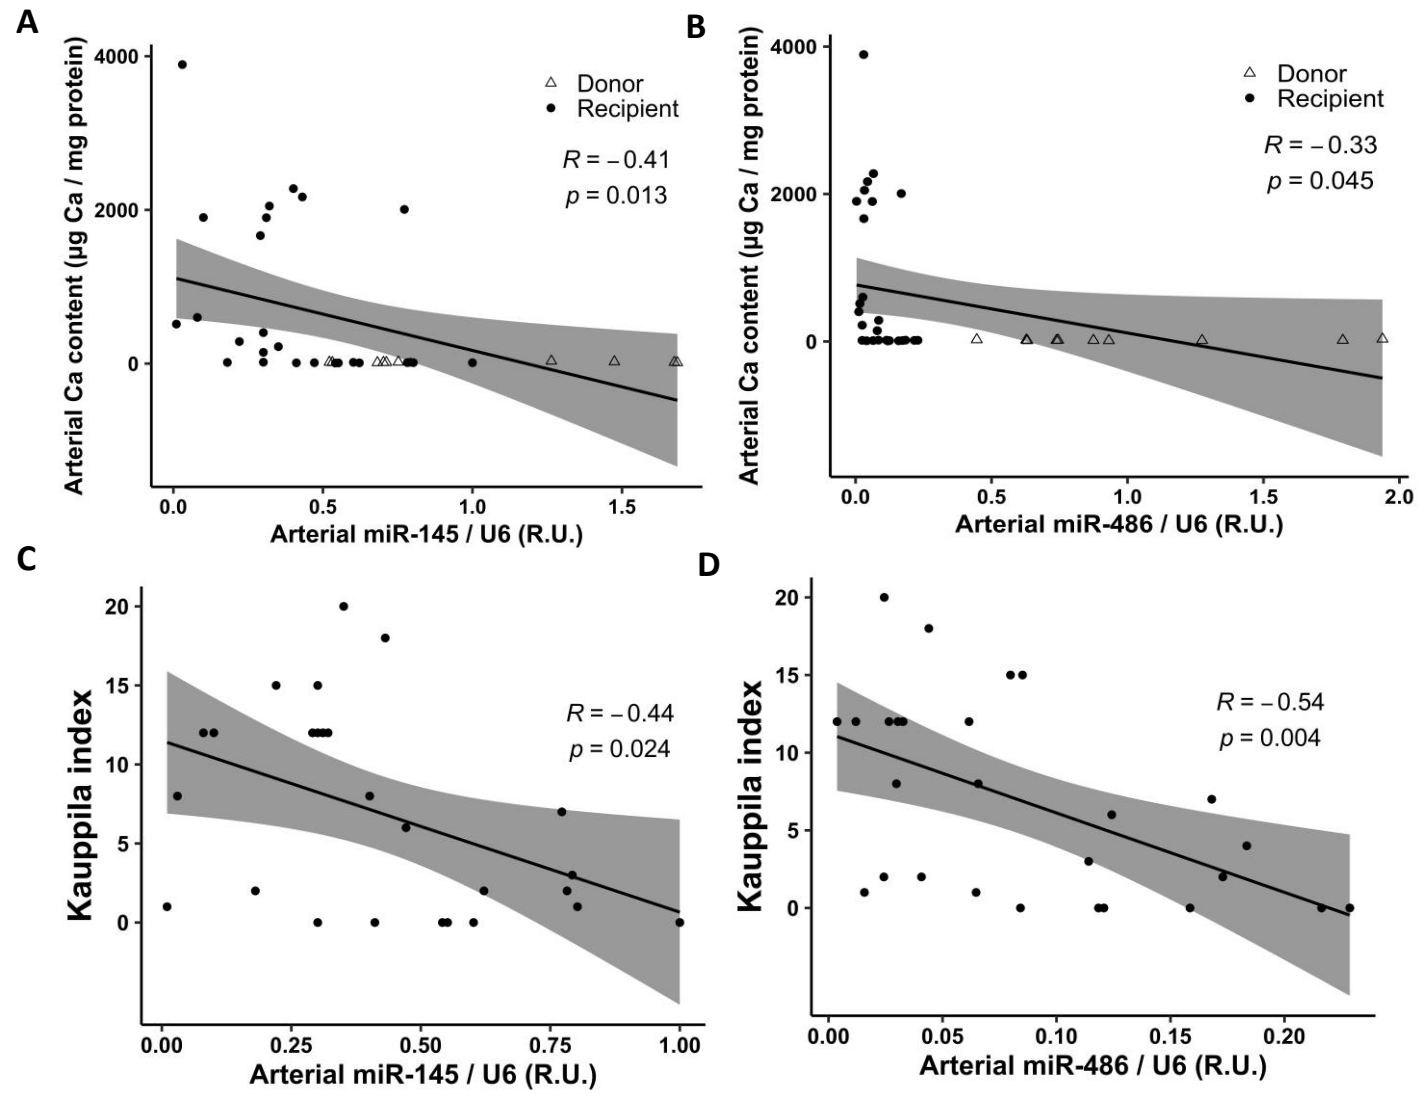 A
Arterial Ca content (µg Ca / mg protein)
4000
2000
0
Donor
Recipient
R = −0.41
p = 0.013
0.0 0.5 1.0 1.5
Arterial miR-145 / U6 (R.U.)
B
Arterial Ca content (µg Ca / mg protein)
4000
2000
0
Donor
Recipient
R = −0.33
p = 0.045
0.0 0.5 1.0 1.5 2.0
Arterial miR-486 / U6 (R.U.)
C
Kauppila index
20
15
10
5
0
R = −0.44
p = 0.024
0.00 0.25 0.50 0.75 1.00
Arterial miR-145 / U6 (R.U.)
D
Kauppila index
20
15
10
5
0
R = −0.54
p = 0.004
0.00 0.05 0.10 0.15 0.20
Arterial miR-486 / U6 (R.U.)